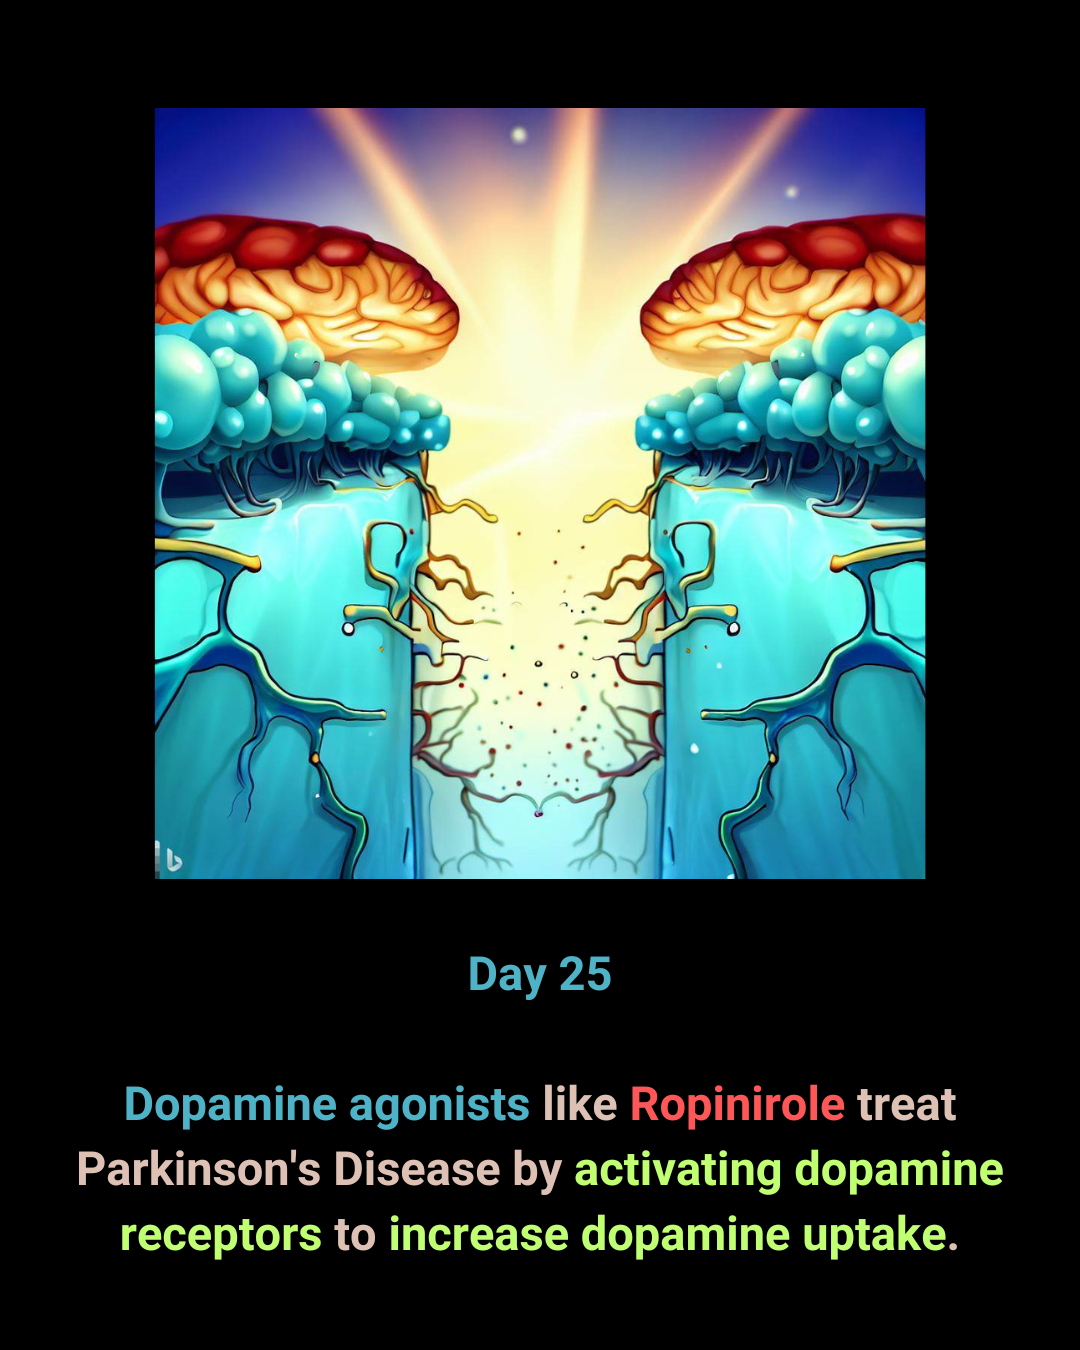 Day 25
Dopamine agonists like Ropinirole treat
Parkinson's Disease by activating dopamine
receptors to increase dopamine uptake.